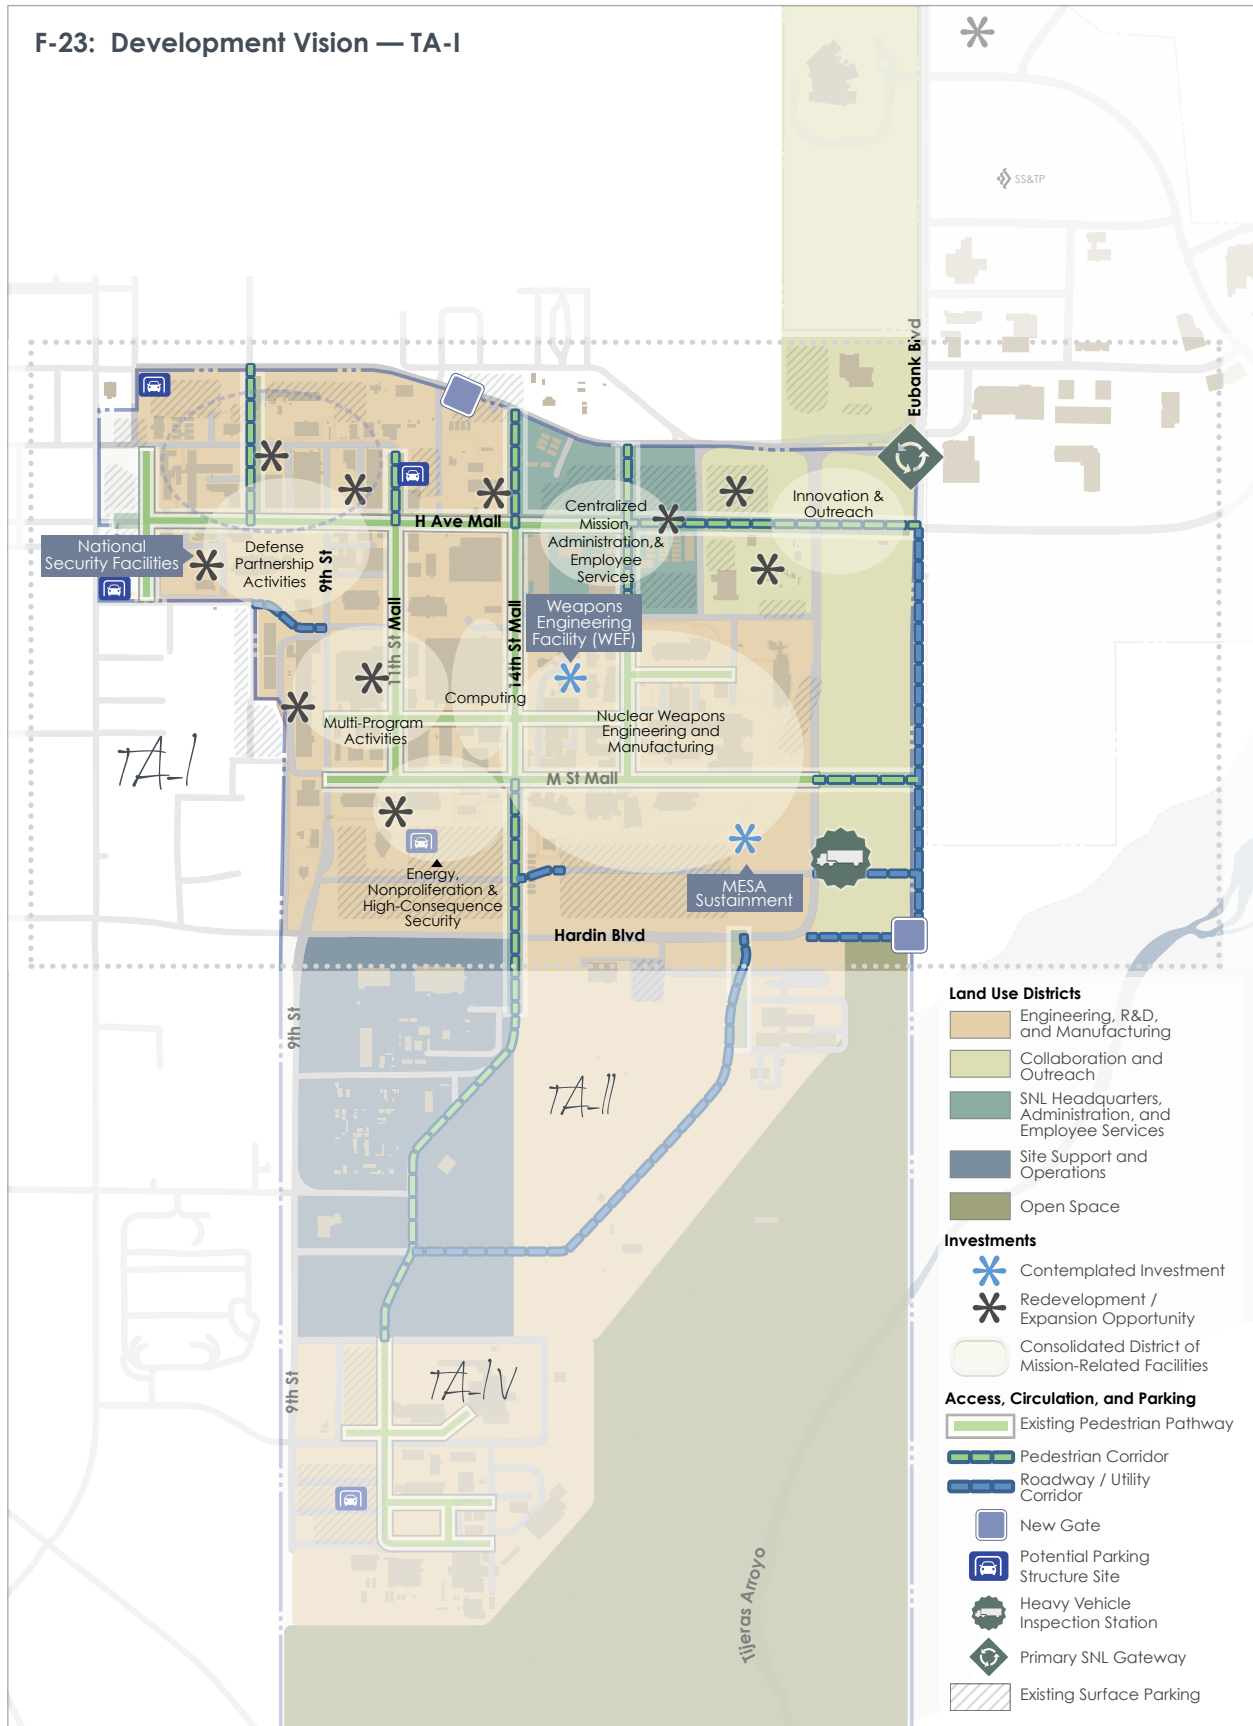 F-23: Development Vision — TA-I
SS&TP
Eubank Blvd
Innovation &
Outreach
Centralized
Mission,
Administration,&
Employee
Services
H Ave Mall
National
Security Facilities
Defense
Partnership
Activities
9th St
11th St Mall
14th St Mall
Weapons
Engineering
Facility (WEF)
Computing
Multi-Program
Activities
Nuclear Weapons
Engineering and
Manufacturing
TA-I
M St Mall
Energy,
Nonproliferation &
High-Consequence
Security
MESA
Sustainment
Hardin Blvd
9th St
TA-II
TA-IV
9th St
Tijeras Arroyo
Land Use Districts
Engineering, R&D,
and Manufacturing
Collaboration and
Outreach
SNL Headquarters,
Administration, and
Employee Services
Site Support and
Operations
Open Space
Investments
Contemplated Investment
Redevelopment /
Expansion Opportunity
Consolidated District of
Mission-Related Facilities
Access, Circulation, and Parking
Existing Pedestrian Pathway
Pedestrian Corridor
Roadway / Utility
Corridor
New Gate
Potential Parking
Structure Site
Heavy Vehicle
Inspection Station
Primary SNL Gateway
Existing Surface Parking